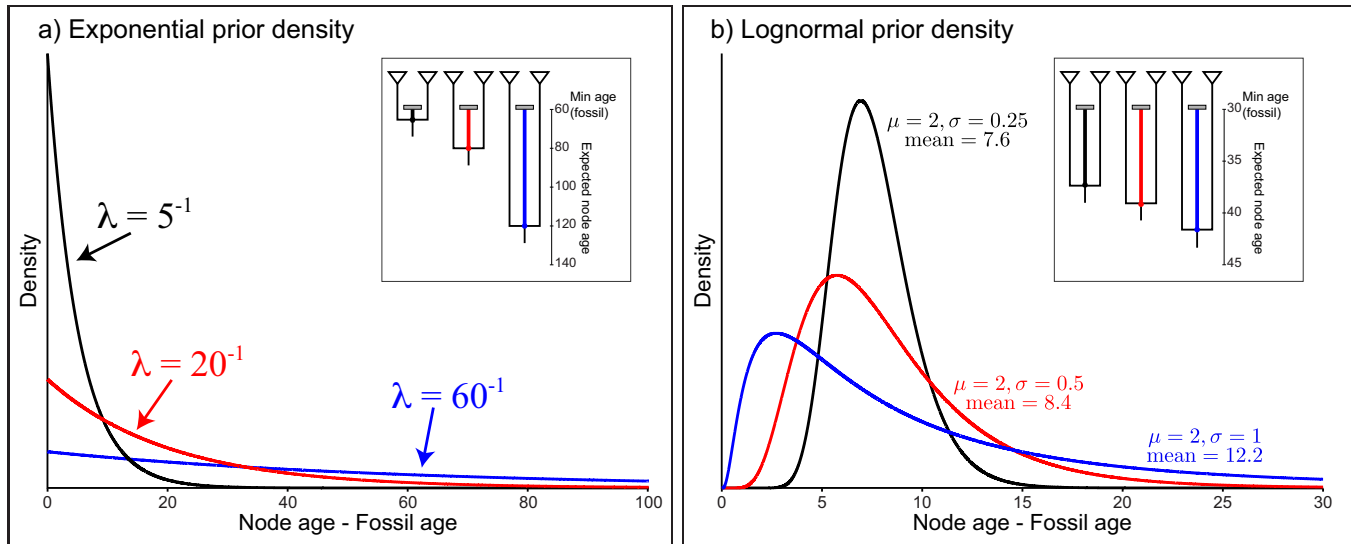 a) Exponential prior density
Density
λ = 5⁻¹
λ = 20⁻¹
λ = 60⁻¹
Min age
(fossil)
60
80
100
120
140
Expected node age
0
20
40
60
80
100
Node age - Fossil age
b) Lognormal prior density
Density
μ = 2, σ = 0.25
mean = 7.6
μ = 2, σ = 0.5
mean = 8.4
μ = 2, σ = 1
mean = 12.2
Min age
(fossil)
30
35
40
45
Expected node age
0
5
10
15
20
25
30
Node age - Fossil age